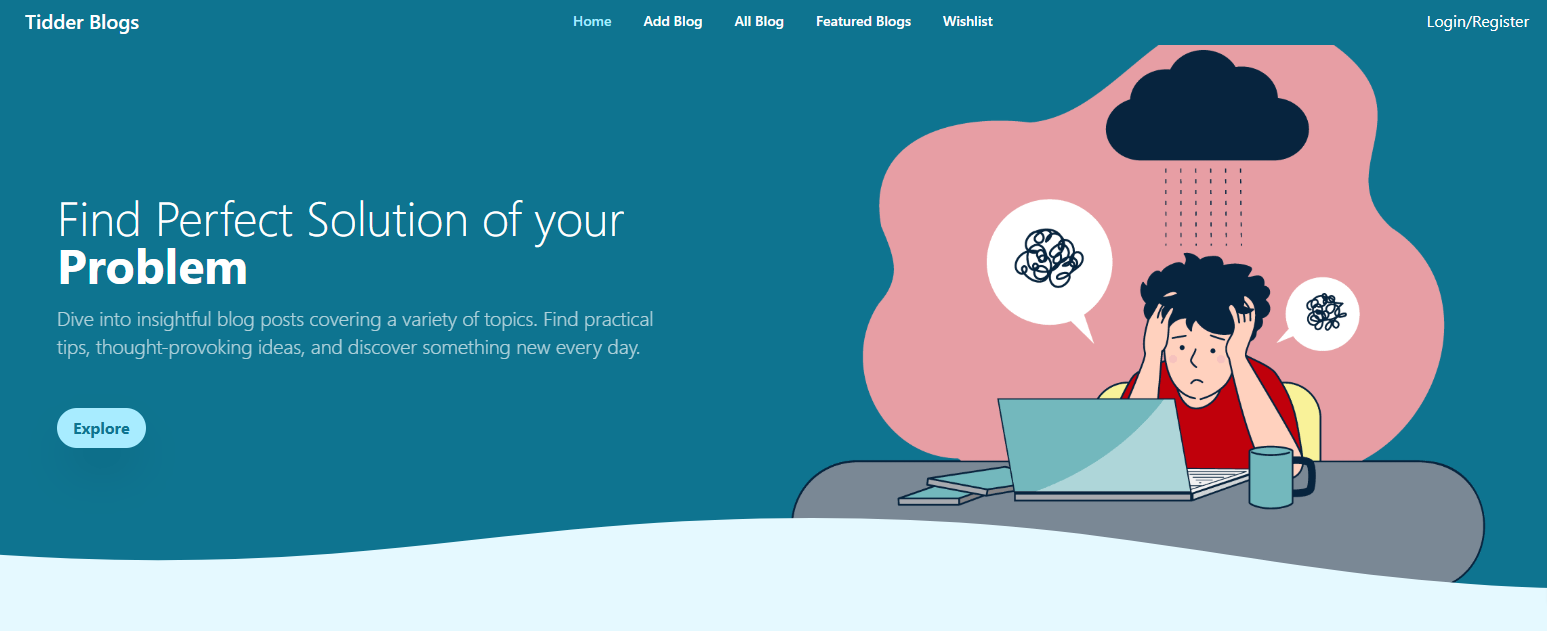 Tidder Blogs
Home
Add Blog
All Blog
Featured Blogs
Wishlist
Login/Register
Find Perfect Solution of your
Problem
Dive into insightful blog posts covering a variety of topics. Find practical
tips, thought-provoking ideas, and discover something new every day.
Explore